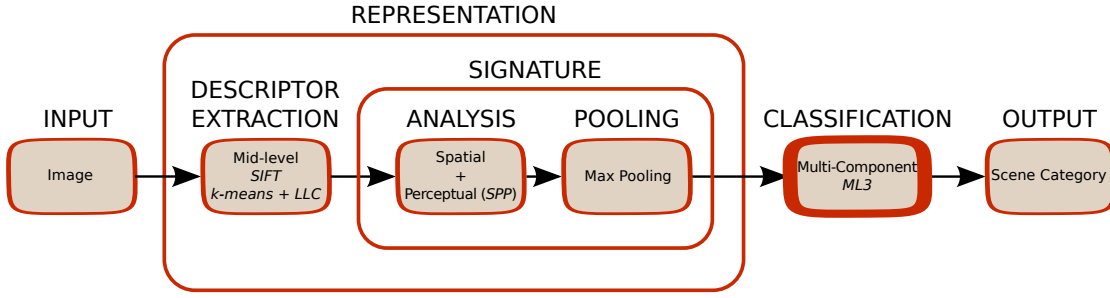 REPRESENTATION
SIGNATURE
DESCRIPTOR
EXTRACTION
INPUT
ANALYSIS
POOLING
CLASSIFICATION
OUTPUT
Image
Mid-level
SIFT
k-means + LLC
Spatial
+
Perceptual (SPP)
Max Pooling
Multi-Component
ML3
Scene Category